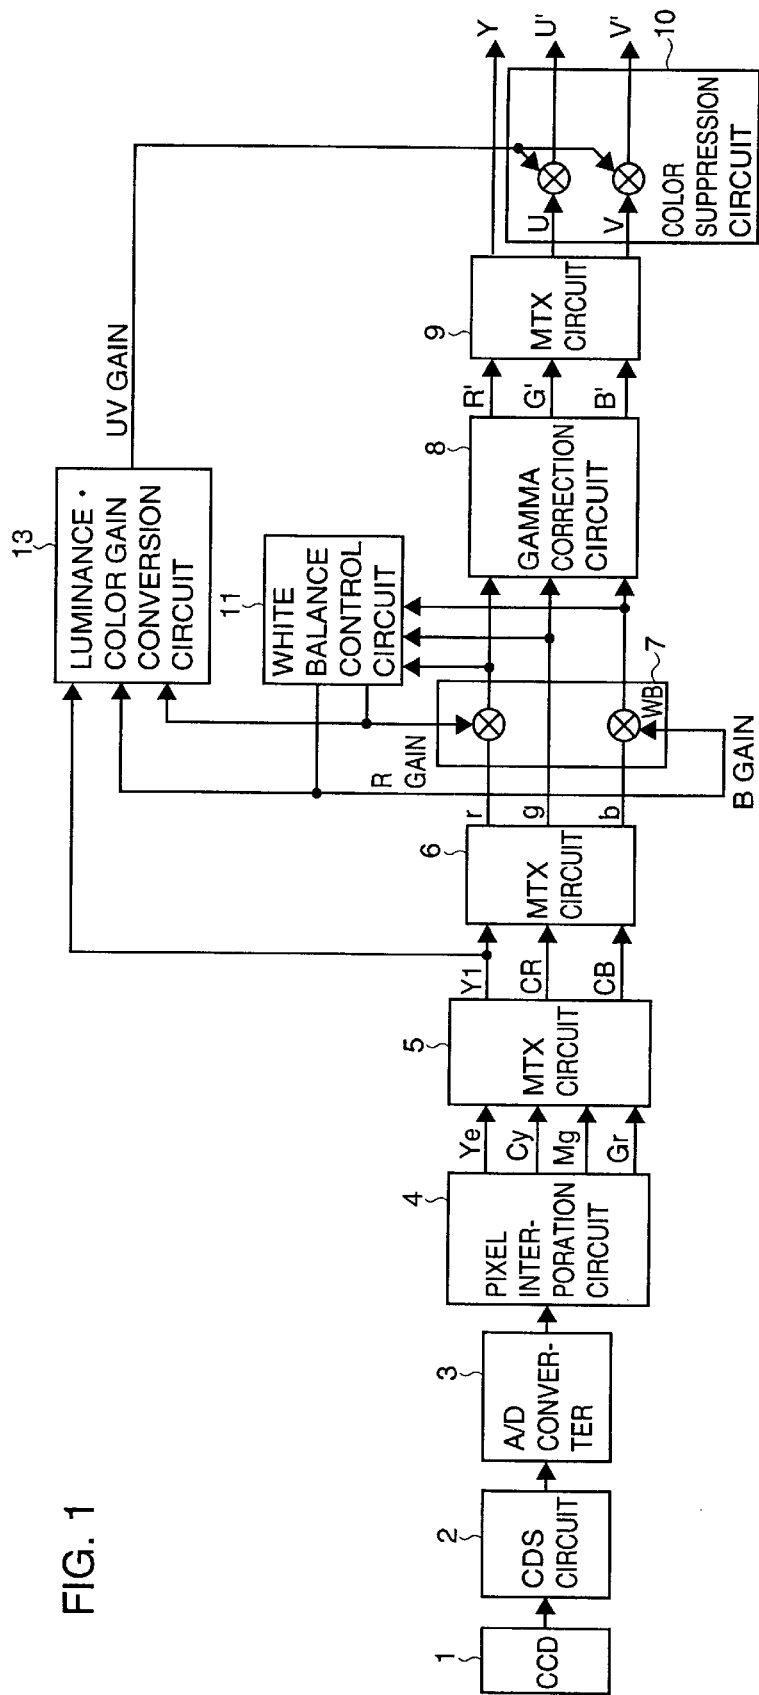 FIG. 1
1
CCD
2
CDS
CIRCUIT
3
A/D
CONVER-
TER
4
PIXEL
INTER-
PORATION
CIRCUIT
Ye
Cy
Mg
Gr
5
MTX
CIRCUIT
Y1
CR
CB
6
MTX
CIRCUIT
r
g
b
R
GAIN
B GAIN
WB
7
11
WHITE
BALANCE
CONTROL
CIRCUIT
13
LUMINANCE ·
COLOR GAIN
CONVERSION
CIRCUIT
UV GAIN
8
GAMMA
CORRECTION
CIRCUIT
R'
G'
B'
9
MTX
CIRCUIT
U
V
COLOR
SUPPRESSION
CIRCUIT
10
Y
U'
V'